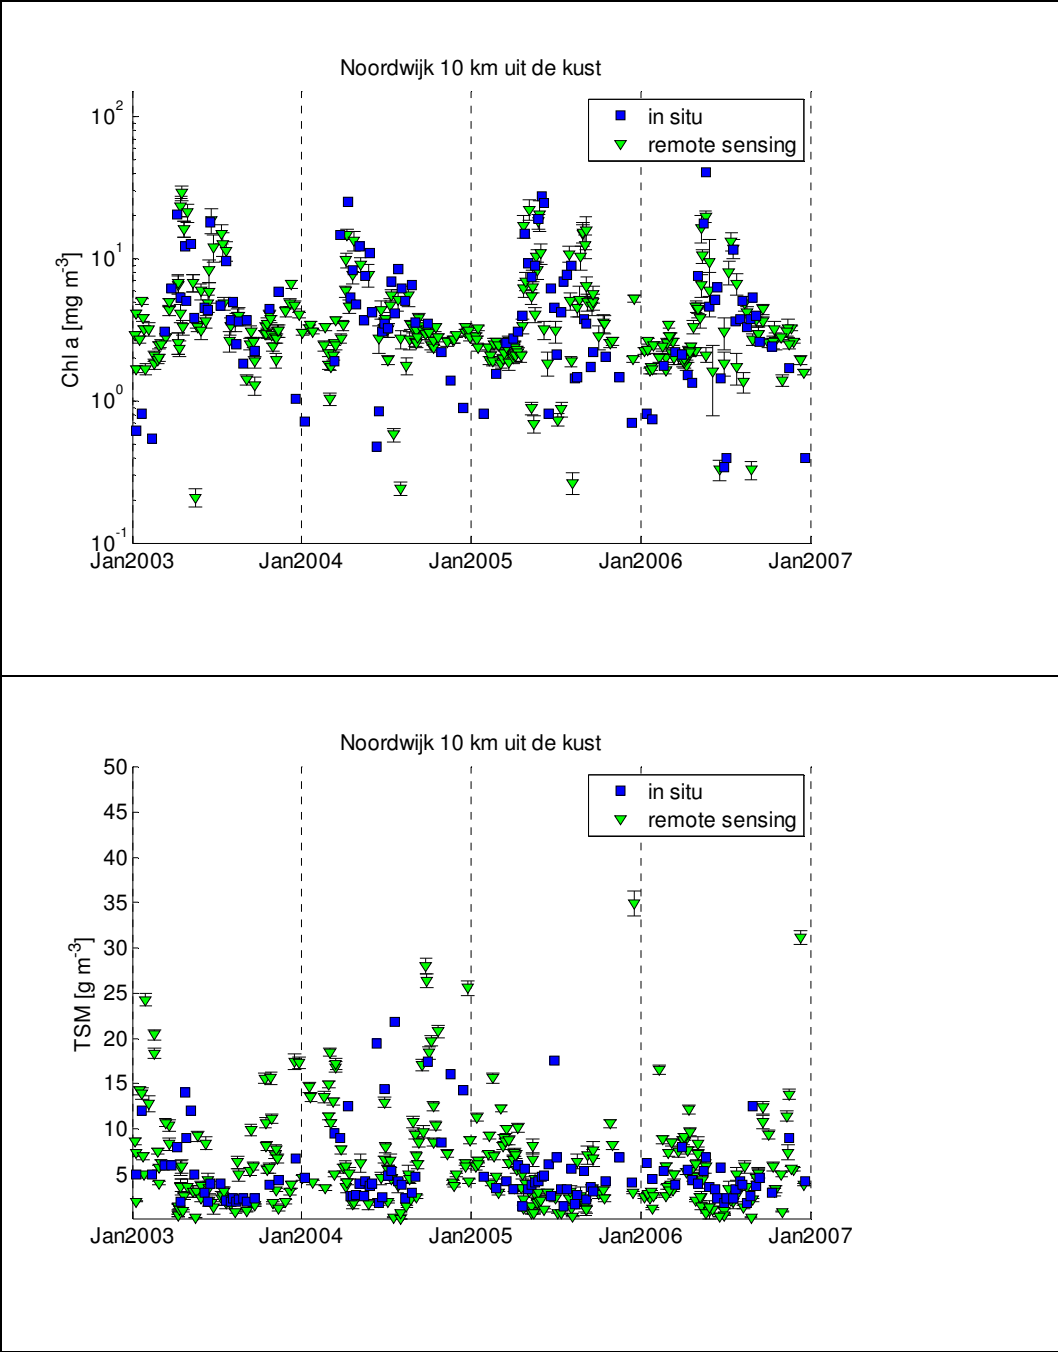 Noordwijk 10 km uit de kust
in situ
remote sensing
Chl a [mg m-3]
10^2
10^1
10^0
10^-1
Jan2003 Jan2004 Jan2005 Jan2006 Jan2007
Noordwijk 10 km uit de kust
in situ
remote sensing
TSM [g m-3]
50
45
40
35
30
25
20
15
10
5
Jan2003 Jan2004 Jan2005 Jan2006 Jan2007